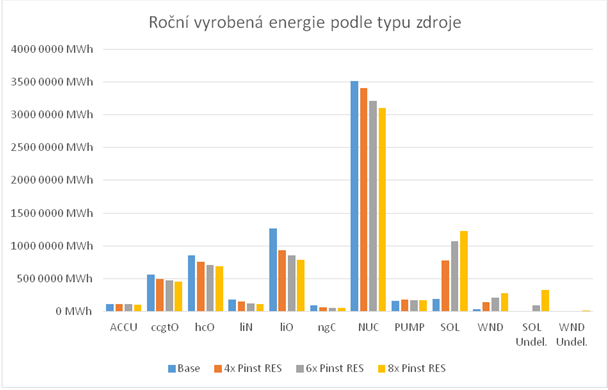 Roční vyrobená energie podle typu zdroje
4000 0000 MWh
3500 0000 MWh
3000 0000 MWh
2500 0000 MWh
2000 0000 MWh
1500 0000 MWh
1000 0000 MWh
500 0000 MWh
0 MWh
ACCU ccgtO hcO liN liO ngC NUC PUMP SOL WND SOL WND
Undel. Undel.
Base 4x Pinst RES 6x Pinst RES 8x Pinst RES